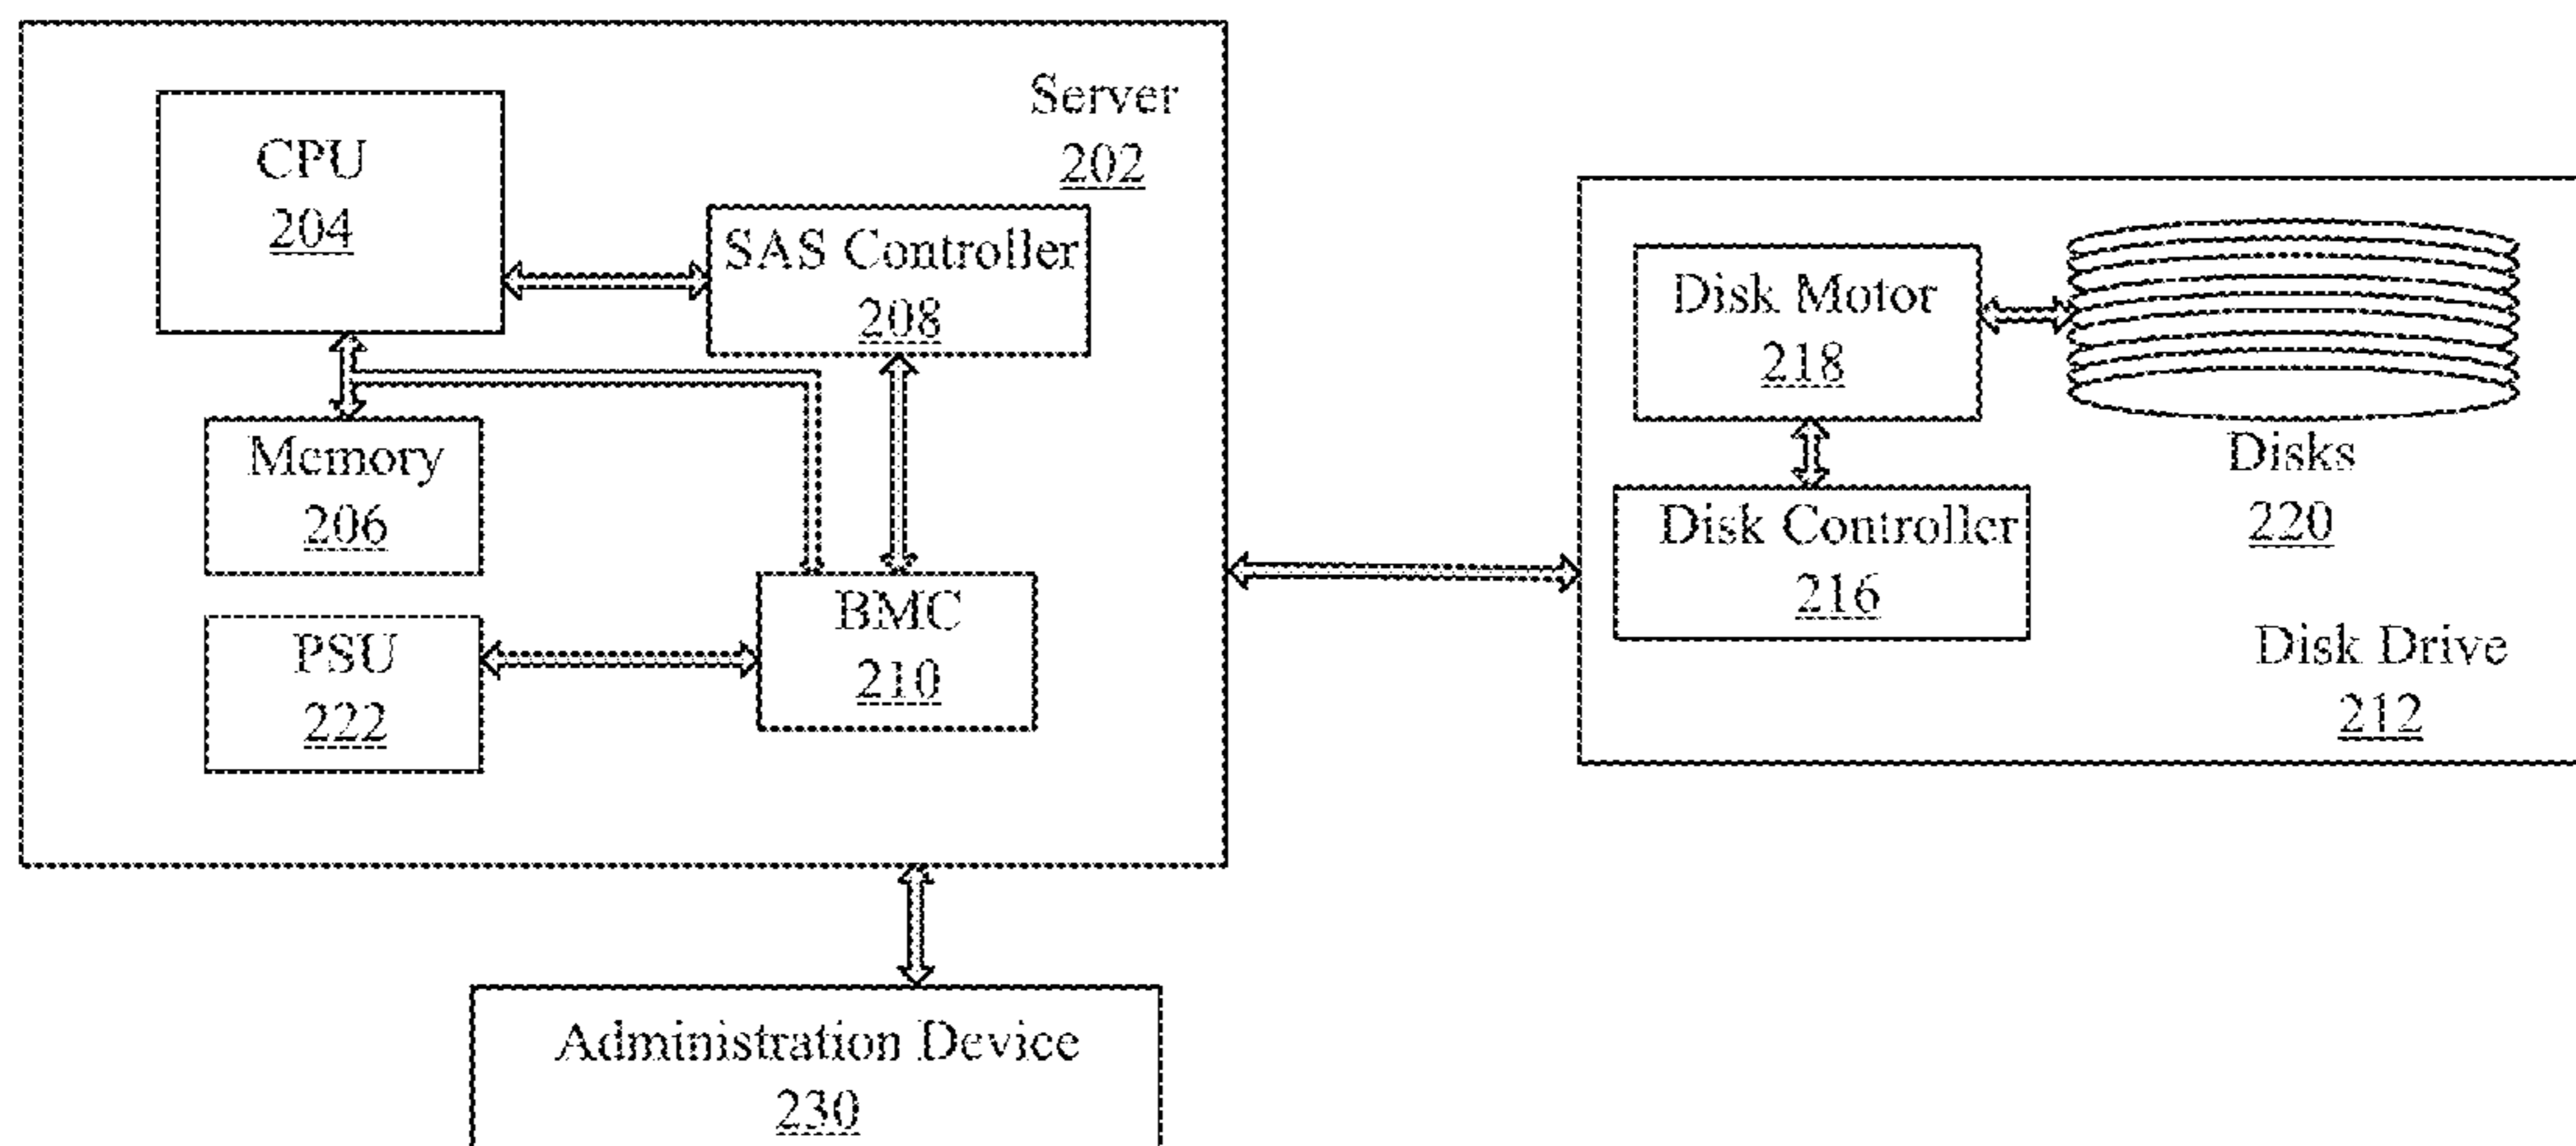 Server
202
CPU
204
SAS Controller
208
Memory
206
BMC
210
PSU
222
Disk Motor
218
Disks
220
Disk Controller
216
Disk Drive
212
Administration Device
230